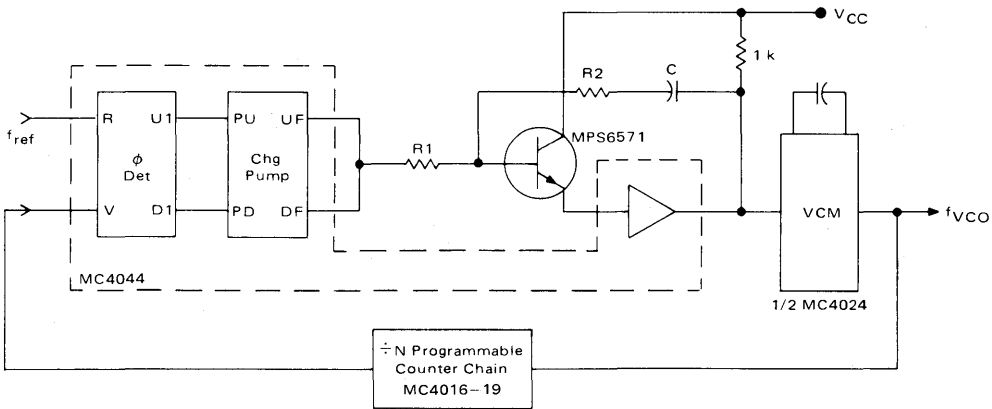 VCC
1 k
R2
C
MPS6571
fref
R
U1
φ
Det
V
D1
PU
UF
Chg
Pump
PD
DF
R1
VCM
fVCO
MC4044
1/2 MC4024
÷N Programmable
Counter Chain
MC4016–19